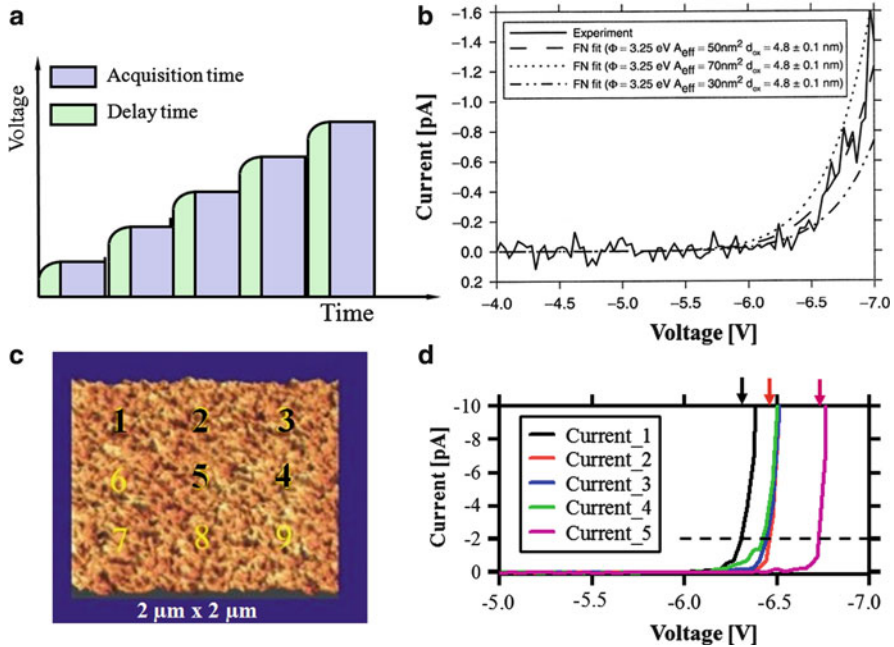 a
Voltage
Acquisition time
Delay time
Time
b
Current [pA]
-1.6
-1.4
-1.2
-1.0
-0.8
-0.6
-0.4
-0.2
0.0
0.2
Experiment
FN fit (Φ = 3.25 eV A_eff = 50nm² d_ox = 4.8 ± 0.1 nm)
FN fit (Φ = 3.25 eV A_eff = 70nm² d_ox = 4.8 ± 0.1 nm)
FN fit (Φ = 3.25 eV A_eff = 30nm² d_ox = 4.8 ± 0.1 nm)
-4.0 -4.5 -5.0 -5.5 -6.0 -6.5 -7.0
Voltage [V]
c
1 2 3
6 5 4
7 8 9
2 µm x 2 µm
d
Current [pA]
-10
-8
-6
-4
-2
0
Current_1
Current_2
Current_3
Current_4
Current_5
-5.0 -5.5 -6.0 -6.5 -7.0
Voltage [V]